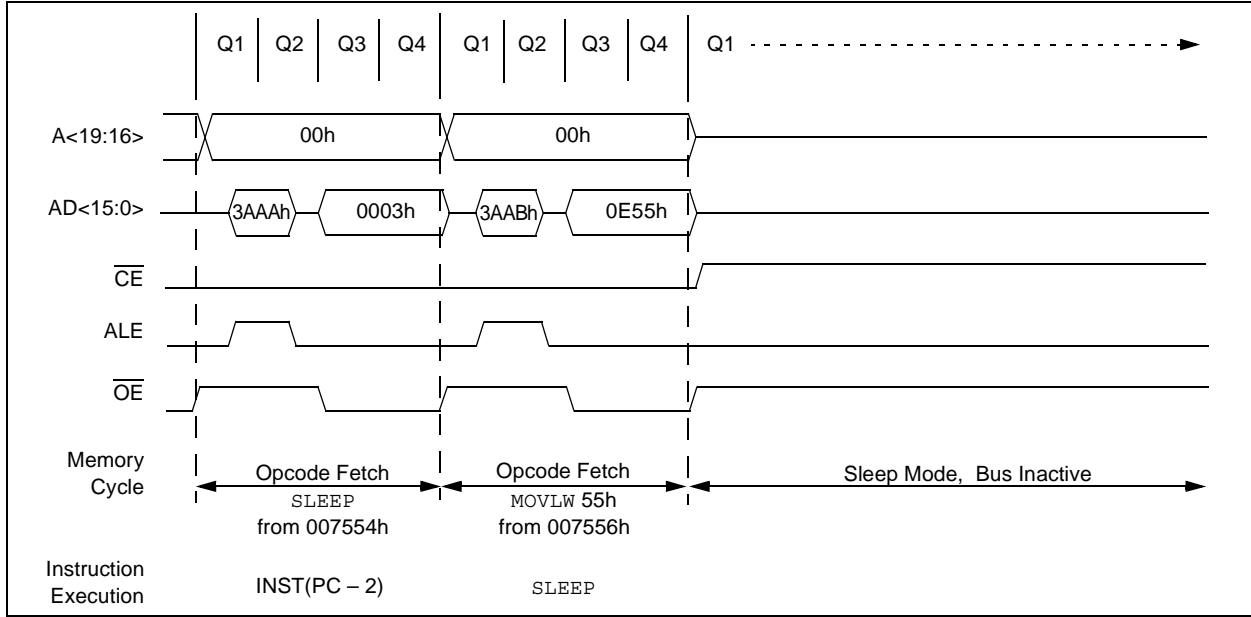 Q1 Q2 Q3 Q4 Q1 Q2 Q3 Q4 Q1
A<19:16> 00h 00h
AD<15:0> 3AAAh 0003h 3AABh 0E55h
CE
ALE
OE
Memory
Cycle
Opcode Fetch
SLEEP
from 007554h
Opcode Fetch
MOVLW 55h
from 007556h
Sleep Mode, Bus Inactive
Instruction
Execution
INST(PC – 2)
SLEEP